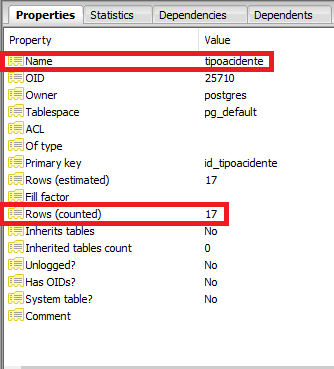 Properties Statistics Dependencies Dependents
Property Value
Name tipoacidente
OID 25710
Owner postgres
Tablespace pg_default
ACL
Of type
Primary key id_tipoacidente
Rows (estimated) 17
Fill factor
Rows (counted) 17
Inherits tables No
Inherited tables count 0
Unlogged? No
Has OIDs? No
System table? No
Comment